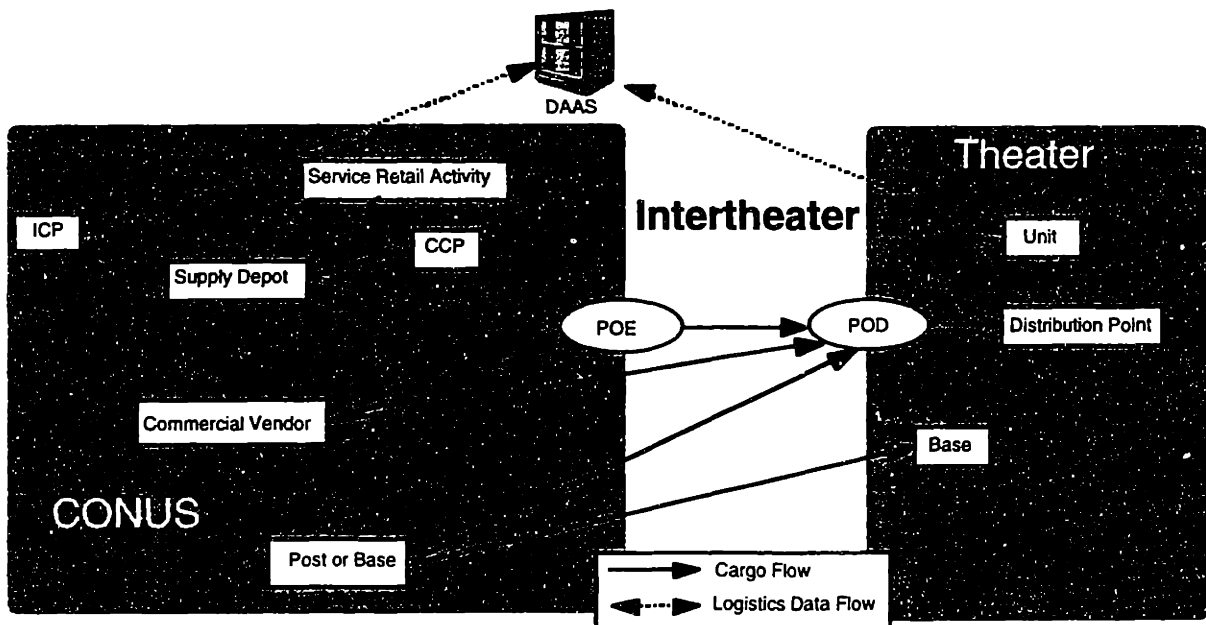 DAAS
Theater
Service Retail Activity
Intertheater
ICP
CCP
Unit
Supply Depot
POE
POD
Distribution Point
Commercial Vendor
Base
CONUS
Post or Base
Cargo Flow
Logistics Data Flow